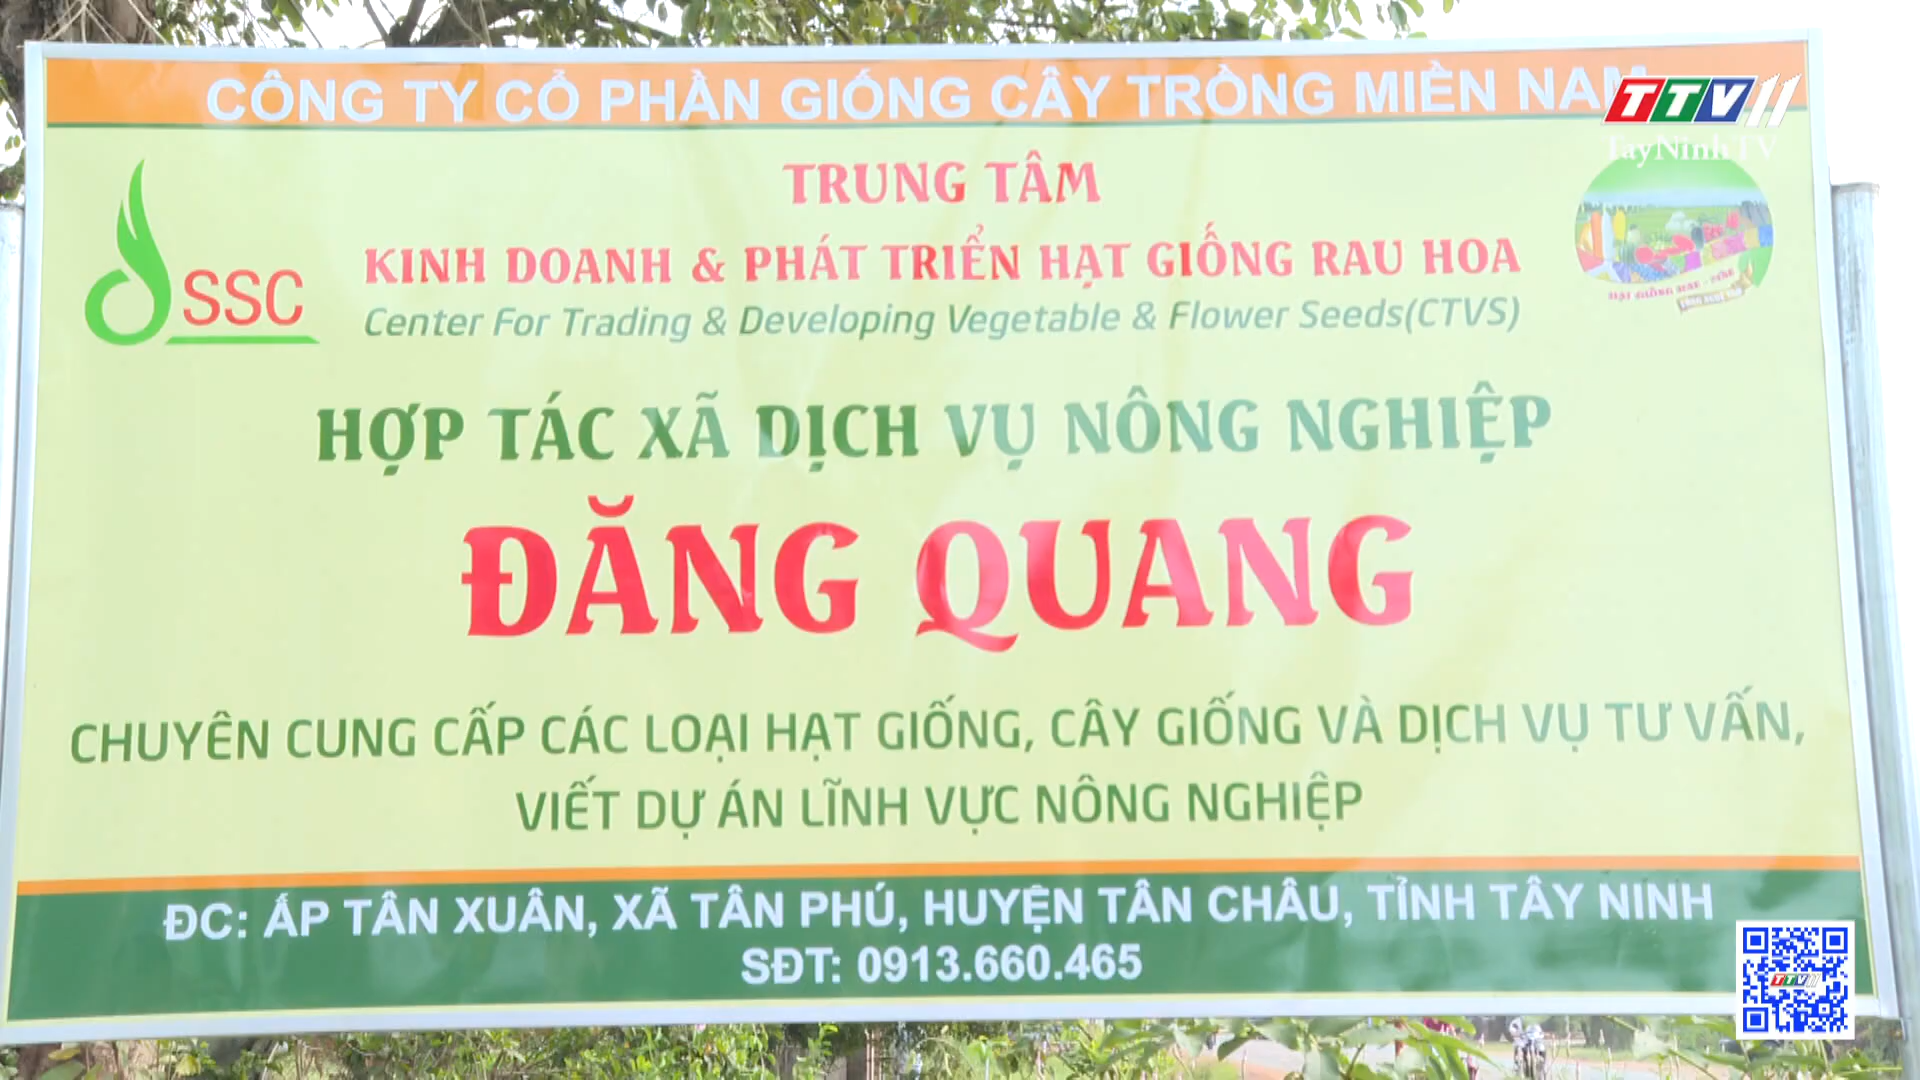 CÔNG TY CỔ PHẦN GIỐNG CÂY TRỒNG MIỀN NAM
TTV11
TayNinhTV
TRUNG TÂM
KINH DOANH & PHÁT TRIỂN HẠT GIỐNG RAU HOA
SSC
Center For Trading & Developing Vegetable & Flower Seeds(CTVS)
HỢP TÁC XÃ DỊCH VỤ NÔNG NGHIỆP
ĐĂNG QUANG
CHUYÊN CUNG CẤP CÁC LOẠI HẠT GIỐNG, CÂY GIỐNG VÀ DỊCH VỤ TƯ VẤN,
VIẾT DỰ ÁN LĨNH VỰC NÔNG NGHIỆP
ĐC: ẤP TÂN XUÂN, XÃ TÂN PHÚ, HUYỆN TÂN CHÂU, TỈNH TÂY NINH
SĐT: 0913.660.465
TTV11